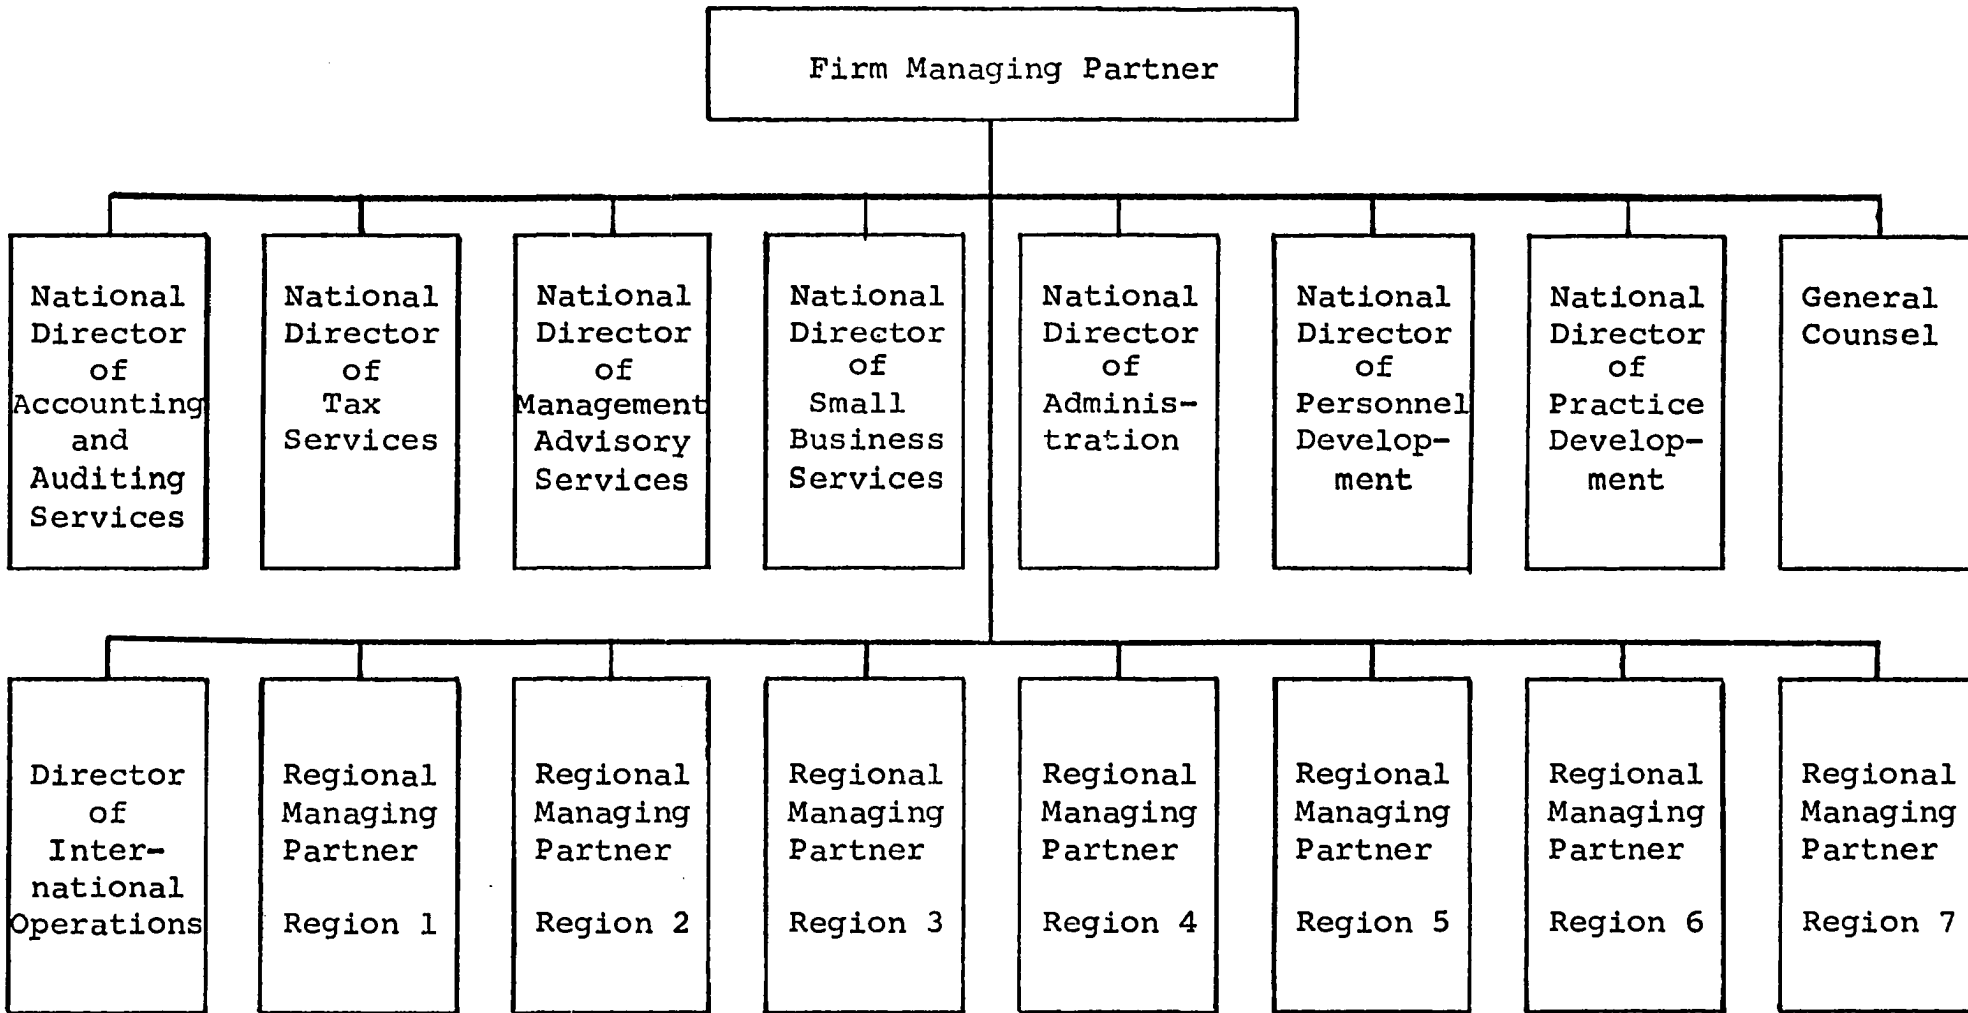 Firm Managing Partner
National
Director
of
Accounting
and
Auditing
Services
National
Director
of
Tax
Services
National
Director
of
Management
Advisory
Services
National
Director
of
Small
Business
Services
National
Director
of
Adminis-
tration
National
Director
of
Personnel
Develop-
ment
National
Director
of
Practice
Develop-
ment
General
Counsel
Director
of
Inter-
national
Operations
Regional
Managing
Partner
Region 1
Regional
Managing
Partner
Region 2
Regional
Managing
Partner
Region 3
Regional
Managing
Partner
Region 4
Regional
Managing
Partner
Region 5
Regional
Managing
Partner
Region 6
Regional
Managing
Partner
Region 7